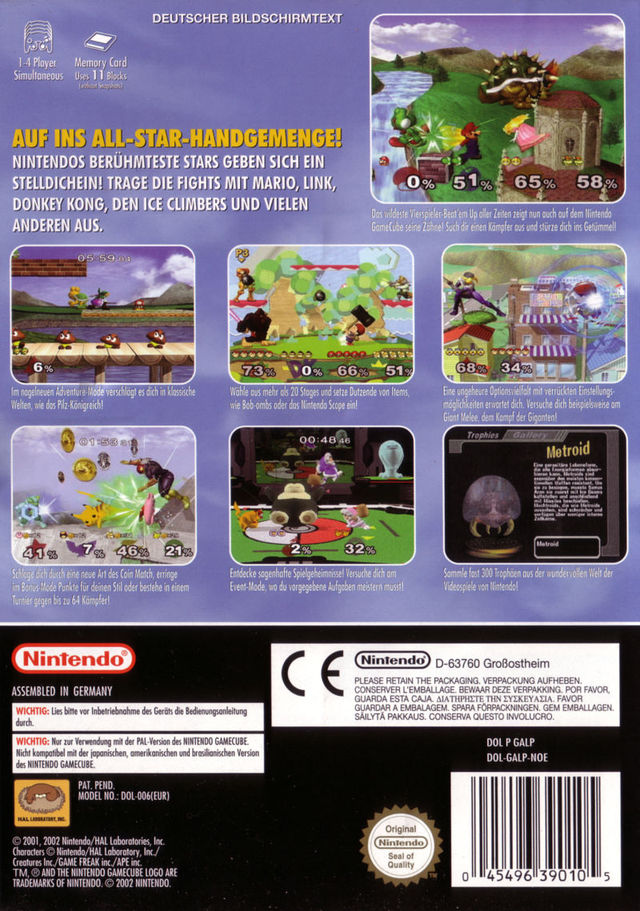 DEUTSCHER BILDSCHIRMTEXT
1-4 Player
Simultaneous
Memory Card
Uses 11 Blocks
(without Snapshots)
AUF INS ALL-STAR-HANDGEMENGE!
NINTENDOS BERÜHMTESTE STARS GEBEN SICH EIN
STELLDICHEIN! TRAGE DIE FIGHTS MIT MARIO, LINK,
DONKEY KONG, DEN ICE CLIMBERS UND VIELEN
ANDEREN AUS.
0% 51% 65% 58%
Das wildeste Vierspieler-Beat'em Up aller Zeiten zeigt nun auch auf dem Nintendo
GameCube seine Zähne! Such dir einen Kämpfer aus und stürze dich ins Getümmel!
05:59
6%
Im nagelneuen Adventure-Mode verschlägt es dich in klassische
Welten, wie das Pilz-Königreich!
P3
73% 0% 66% 51%
Wähle aus mehr als 20 Stages und setze Dutzende von Items,
wie Bob-ombs oder das Nintendo Scope ein!
68% 34%
Eine ungeheure Optionsvielfalt mit verrückten Einstellungs-
möglichkeiten erwartet dich. Versuche dich beispielsweise am
Giant Melee, dem Kampf der Giganten!
01:53
41% 7% 46% 21%
Schlage dich durch eine neue Art des Coin Match, erringe
im Bonus-Mode Punkte für deinen Stil oder bestehe in einem
Turnier gegen bis zu 64 Kämpfer!
00:48 46
2% 32%
Entdecke sagenhafte Spielgeheimnisse! Versuche dich am
Event-Mode, wo du vorgegebene Aufgaben meistern musst!
Trophies Gallery
Metroid
Metroid
Sammle fast 300 Trophäen aus der wundervollen Welt der
Videospiele von Nintendo!
Nintendo®
ASSEMBLED IN GERMANY
WICHTIG: Lies bitte vor Inbetriebnahme des Geräts die Bedienungsanleitung
durch.
WICHTIG: Nur zur Verwendung mit der PAL-Version des NINTENDO GAMECUBE.
Nicht kompatibel mit der japanischen, amerikanischen und brasilianischen Version
des NINTENDO GAMECUBE.
HAL LABORATORY, INC.
PAT. PEND.
MODEL NO.: DOL-006(EUR)
© 2001, 2002 Nintendo/HAL Laboratories, Inc.
Characters © Nintendo/HAL Laboratory, Inc./
Creatures Inc./GAME FREAK inc./APE inc.
TM, ® AND THE NINTENDO GAMECUBE LOGO ARE
TRADEMARKS OF NINTENDO. © 2002 NINTENDO.
CE
Nintendo® D-63760 Großostheim
PLEASE RETAIN THE PACKAGING. VERPACKUNG AUFHEBEN.
CONSERVER L'EMBALLAGE. BEWAAR DEZE VERPAKKING. POR FAVOR,
GUARDA ESTA CAJA. ΔΙΑΤΗΡΗΣΤΕ ΤΗΝ ΣΥΣΚΕΥΑΣΙΑ. FAVOR
GUARDAR A EMBALAGEM. SPARA FÖRPACKNINGEN. GEM EMBALLAGEN.
SÄILYTÄ PAKKAUS. CONSERVA QUESTO INVOLUCRO.
DOL P GALP
DOL-GALP-NOE
Original
Nintendo
Seal of
Quality
TM
0 45496 39010 5